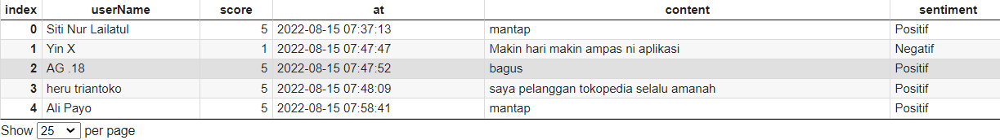 index userName score at content sentiment
0 Siti Nur Lailatul 5 2022-08-15 07:37:13 mantap Positif
1 Yin X 1 2022-08-15 07:47:47 Makin hari makin ampas ni aplikasi Negatif
2 AG .18 5 2022-08-15 07:47:52 bagus Positif
3 heru triantoko 5 2022-08-15 07:48:09 saya pelanggan tokopedia selalu amanah Positif
4 Ali Payo 5 2022-08-15 07:58:41 mantap Positif
Show 25 per page